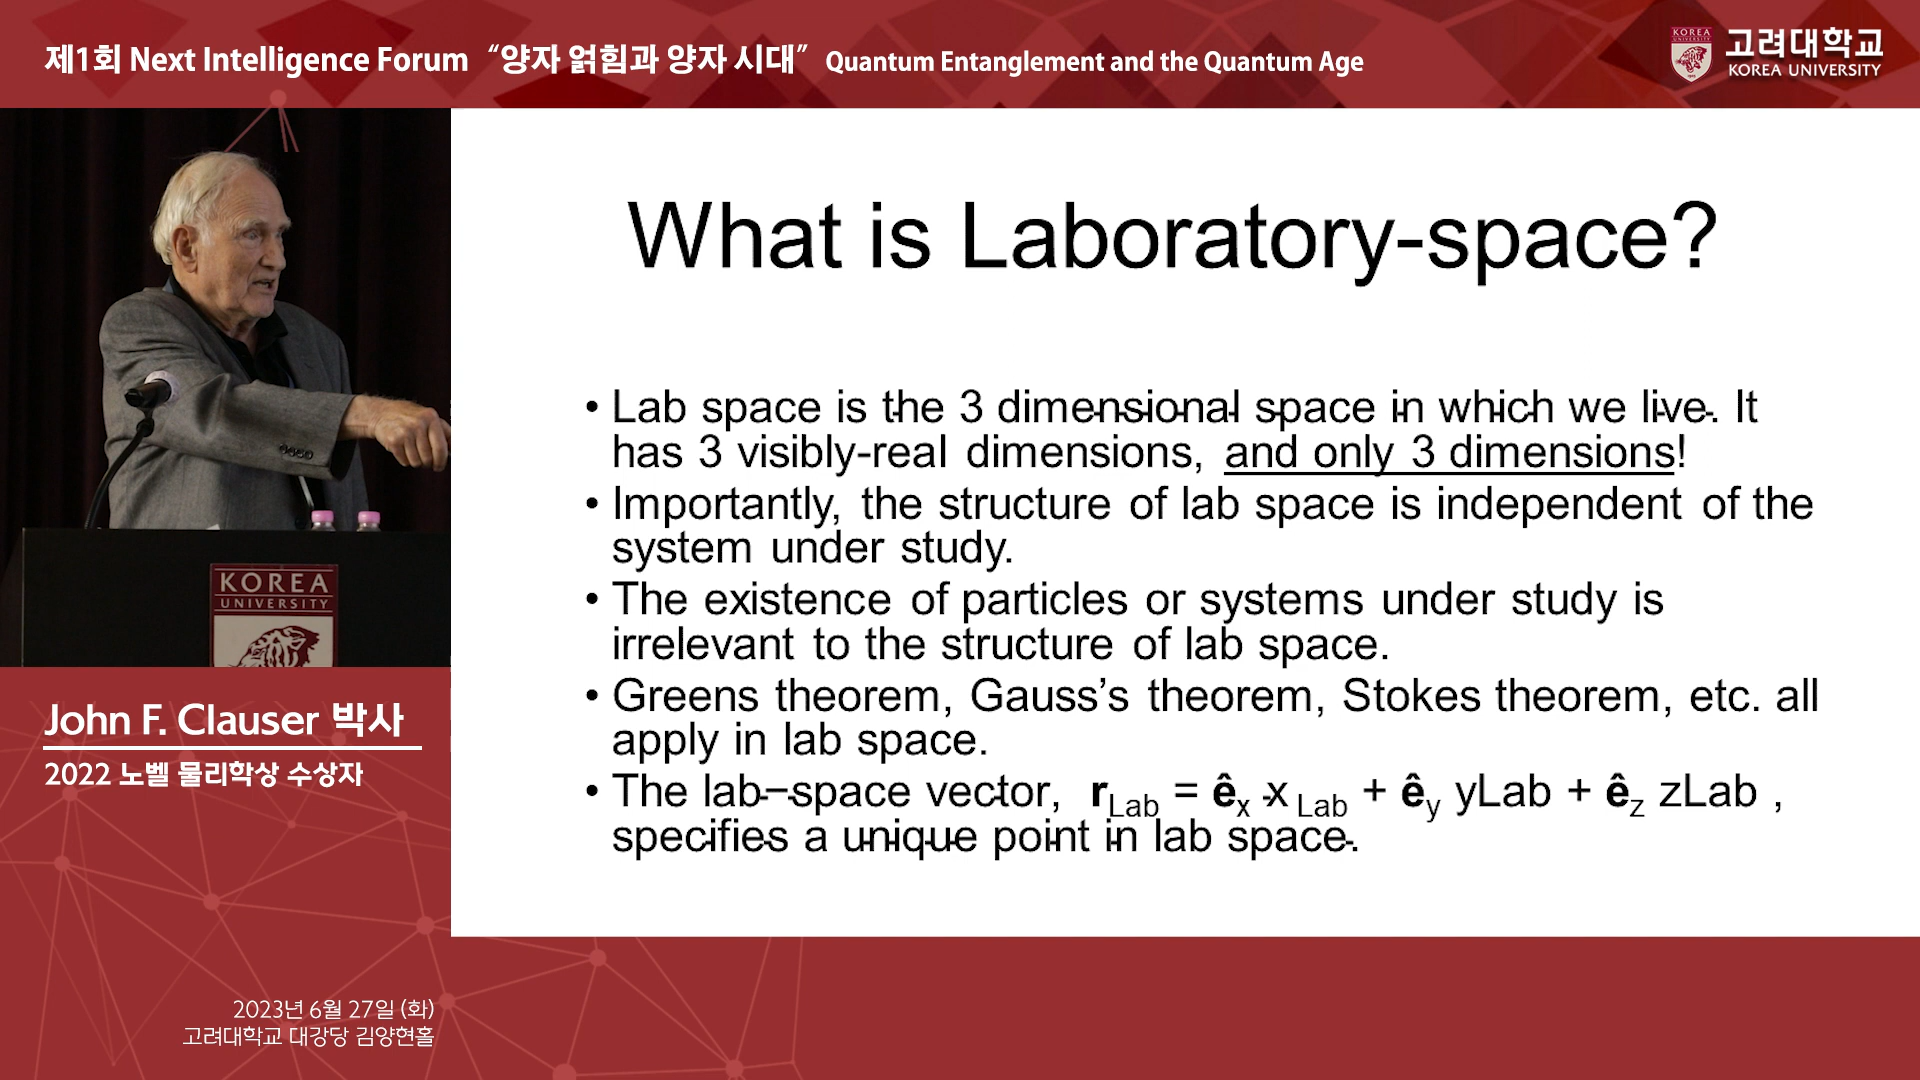 제1회 Next Intelligence Forum “양자 얽힘과 양자 시대” Quantum Entanglement and the Quantum Age
KOREA
UNIVERSITY
1905
고려대학교
KOREA UNIVERSITY
What is Laboratory-space?
• Lab space is the 3 dimensional space in which we live. It
has 3 visibly-real dimensions, and only 3 dimensions!
• Importantly, the structure of lab space is independent of the
system under study.
• The existence of particles or systems under study is
irrelevant to the structure of lab space.
• Greens theorem, Gauss’s theorem, Stokes theorem, etc. all
apply in lab space.
• The lab–space vector, r_Lab = ê_x x_Lab + ê_y yLab + ê_z zLab ,
specifies a unique point in lab space.
KOREA
UNIVERSITY
John F. Clauser 박사
2022 노벨 물리학상 수상자
2023년 6월 27일 (화)
고려대학교 대강당 김양현홀